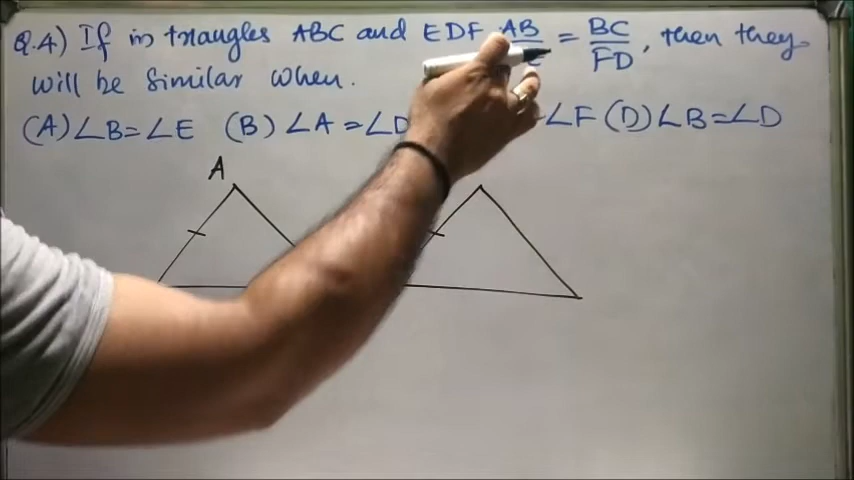 Q.4) If in triangles ABC and EDF AB = BC/FD, then they
will be similar when.
(A) ∠B=∠E (B) ∠A=∠D ∠F (D) ∠B=∠D
A